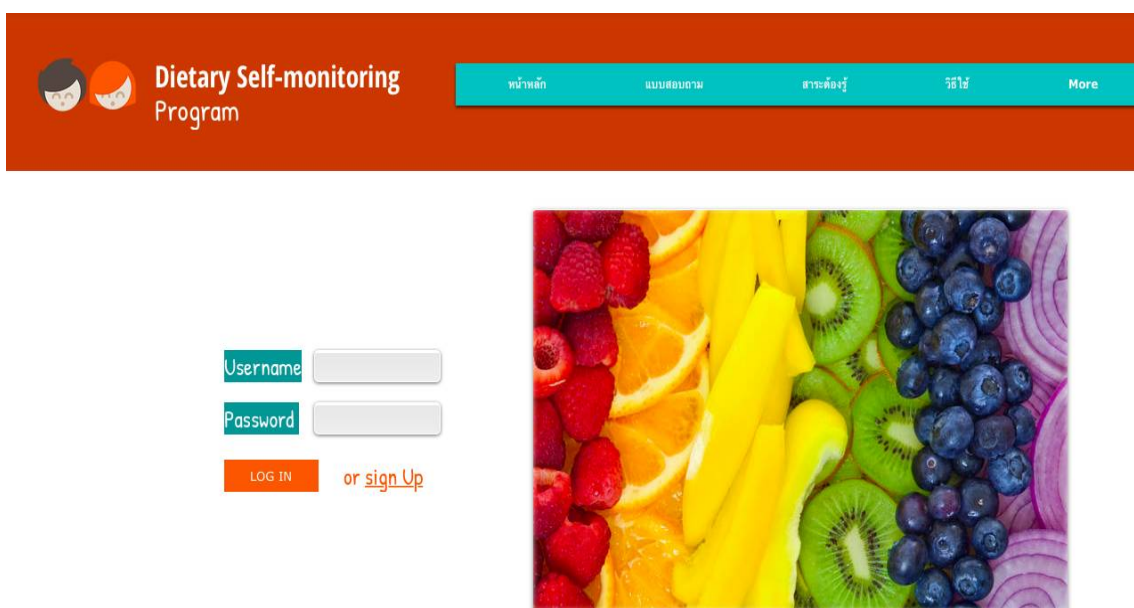 Dietary Self-monitoring
Program
หน้าหลัก แบบสอบถาม สาระต้องรู้ วิธีใช้ More
Username
Password
LOG IN or sign Up